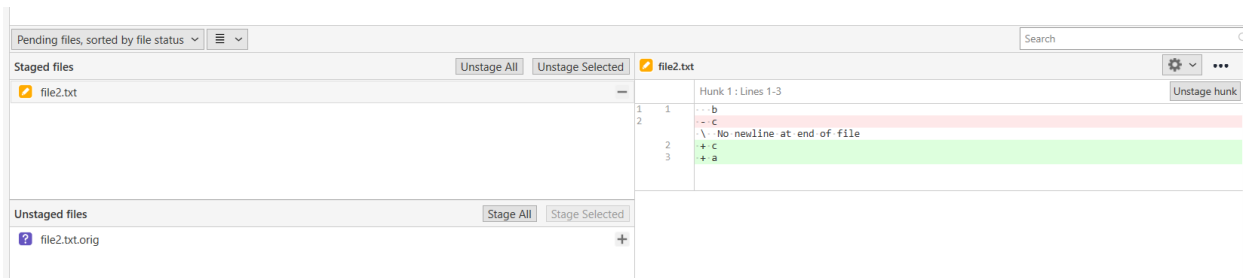 Pending files, sorted by file status
Search
Staged files
Unstage All
Unstage Selected
file2.txt
file2.txt
Hunk 1 : Lines 1-3
Unstage hunk
1 1 b
2 - c
\ No newline at end of file
2 + c
3 + a
Unstaged files
Stage All
Stage Selected
? file2.txt.orig